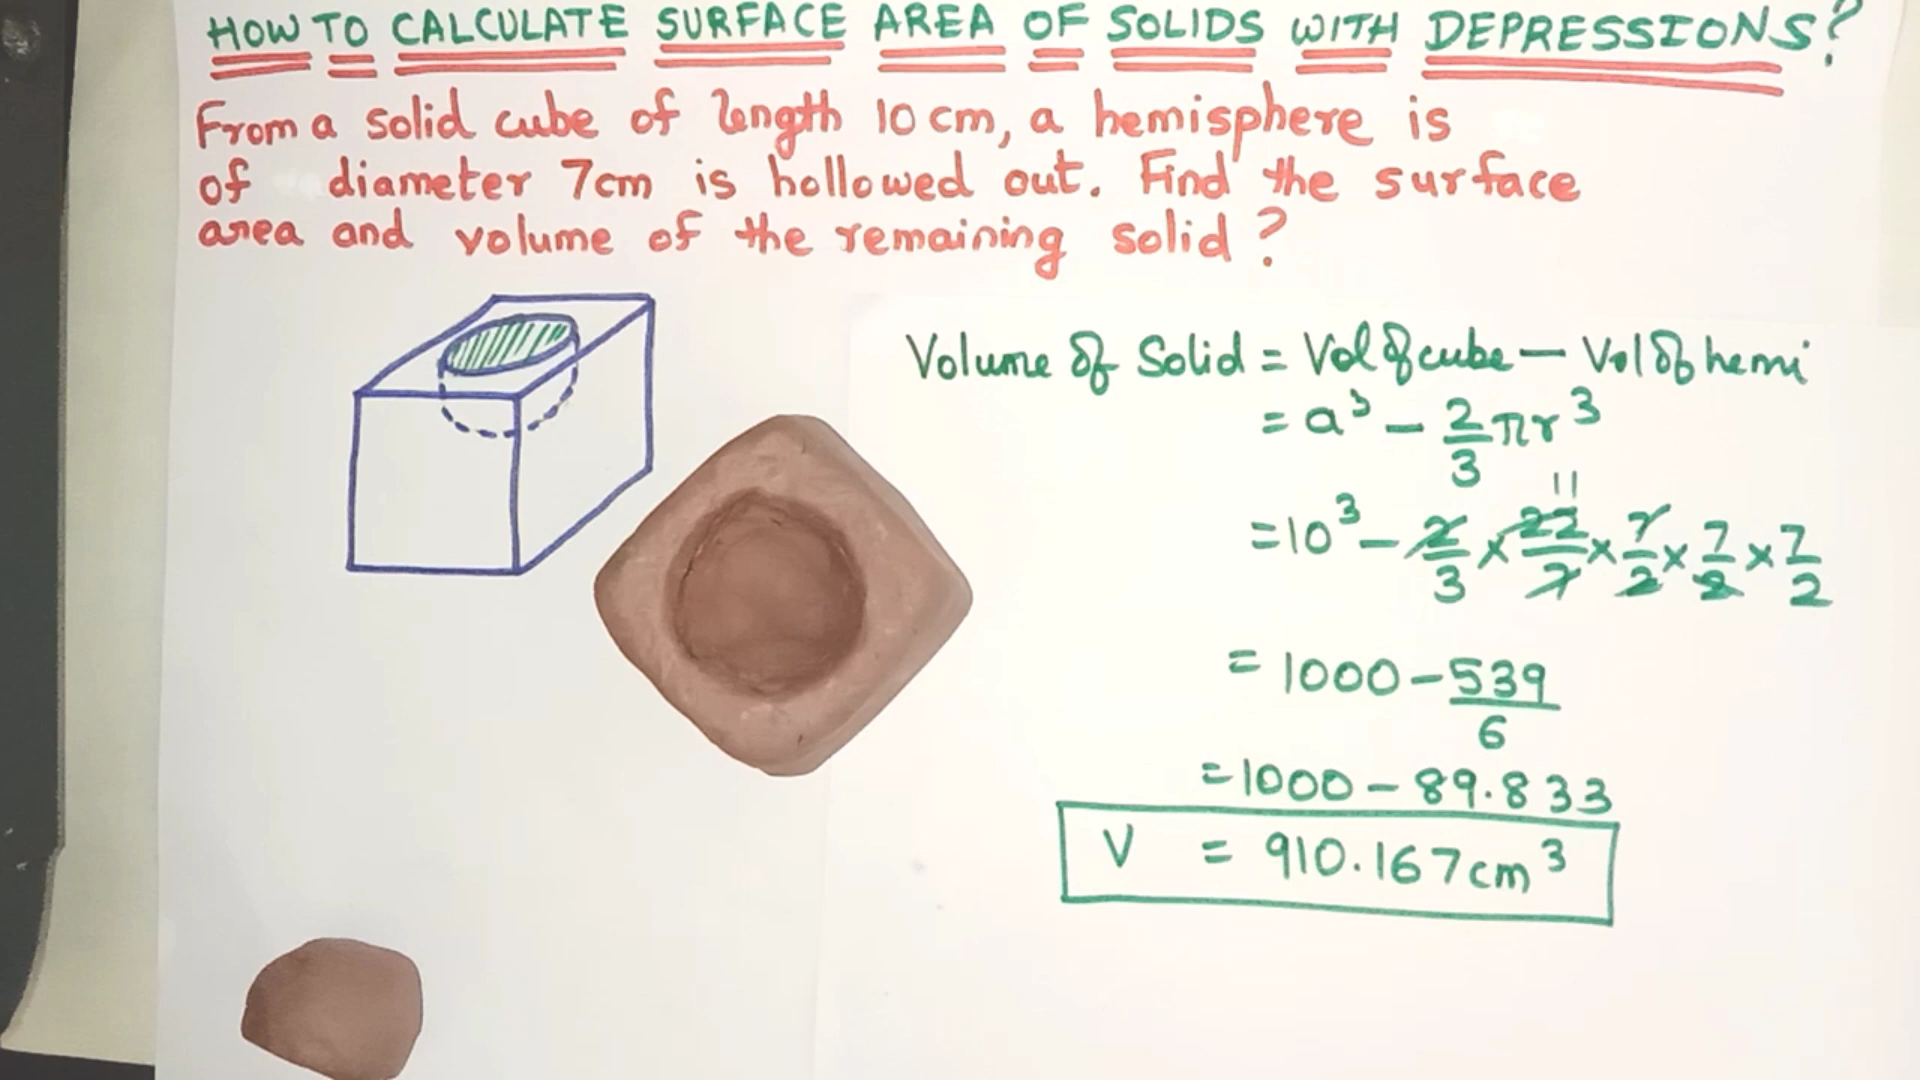 HOW TO CALCULATE SURFACE AREA OF SOLIDS WITH DEPRESSIONS?
From a solid cube of length 10 cm, a hemisphere is
of diameter 7cm is hollowed out. Find the surface
area and volume of the remaining solid?
Volume of Solid = Vol of cube - Vol of hemi
= a³ - 2/3 πr³
11
= 10³ - 2/3 × 22/7 × 7/2 × 7/2 × 7/2
= 1000 - 539/6
= 1000 - 89.833
V = 910.167cm³